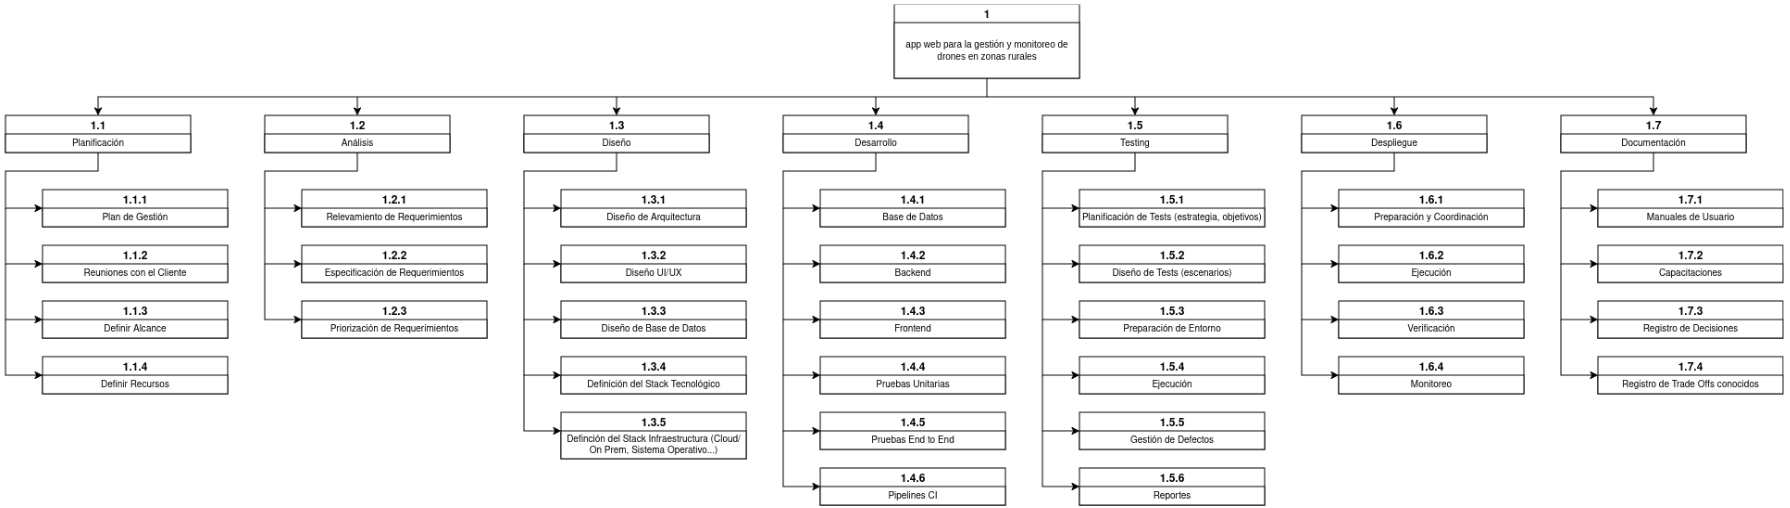 1
app web para la gestión y monitoreo de
drones en zonas rurales
1.1
Planificación
1.1.1
Plan de Gestión
1.1.2
Reuniones con el Cliente
1.1.3
Definir Alcance
1.1.4
Definir Recursos
1.2
Análisis
1.2.1
Relevamiento de Requerimientos
1.2.2
Especificación de Requerimientos
1.2.3
Priorización de Requerimientos
1.3
Diseño
1.3.1
Diseño de Arquitectura
1.3.2
Diseño UI/UX
1.3.3
Diseño de Base de Datos
1.3.4
Definición del Stack Tecnológico
1.3.5
Definción del Stack Infraestructura (Cloud/
On Prem, Sistema Operativo...)
1.4
Desarrollo
1.4.1
Base de Datos
1.4.2
Backend
1.4.3
Frontend
1.4.4
Pruebas Unitarias
1.4.5
Pruebas End to End
1.4.6
Pipelines CI
1.5
Testing
1.5.1
Planificación de Tests (estrategia, objetivos)
1.5.2
Diseño de Tests (escenarios)
1.5.3
Preparación de Entorno
1.5.4
Ejecución
1.5.5
Gestión de Defectos
1.5.6
Reportes
1.6
Despliegue
1.6.1
Preparación y Coordinación
1.6.2
Ejecución
1.6.3
Verificación
1.6.4
Monitoreo
1.7
Documentación
1.7.1
Manuales de Usuario
1.7.2
Capacitaciones
1.7.3
Registro de Decisiones
1.7.4
Registro de Trade Offs conocidos